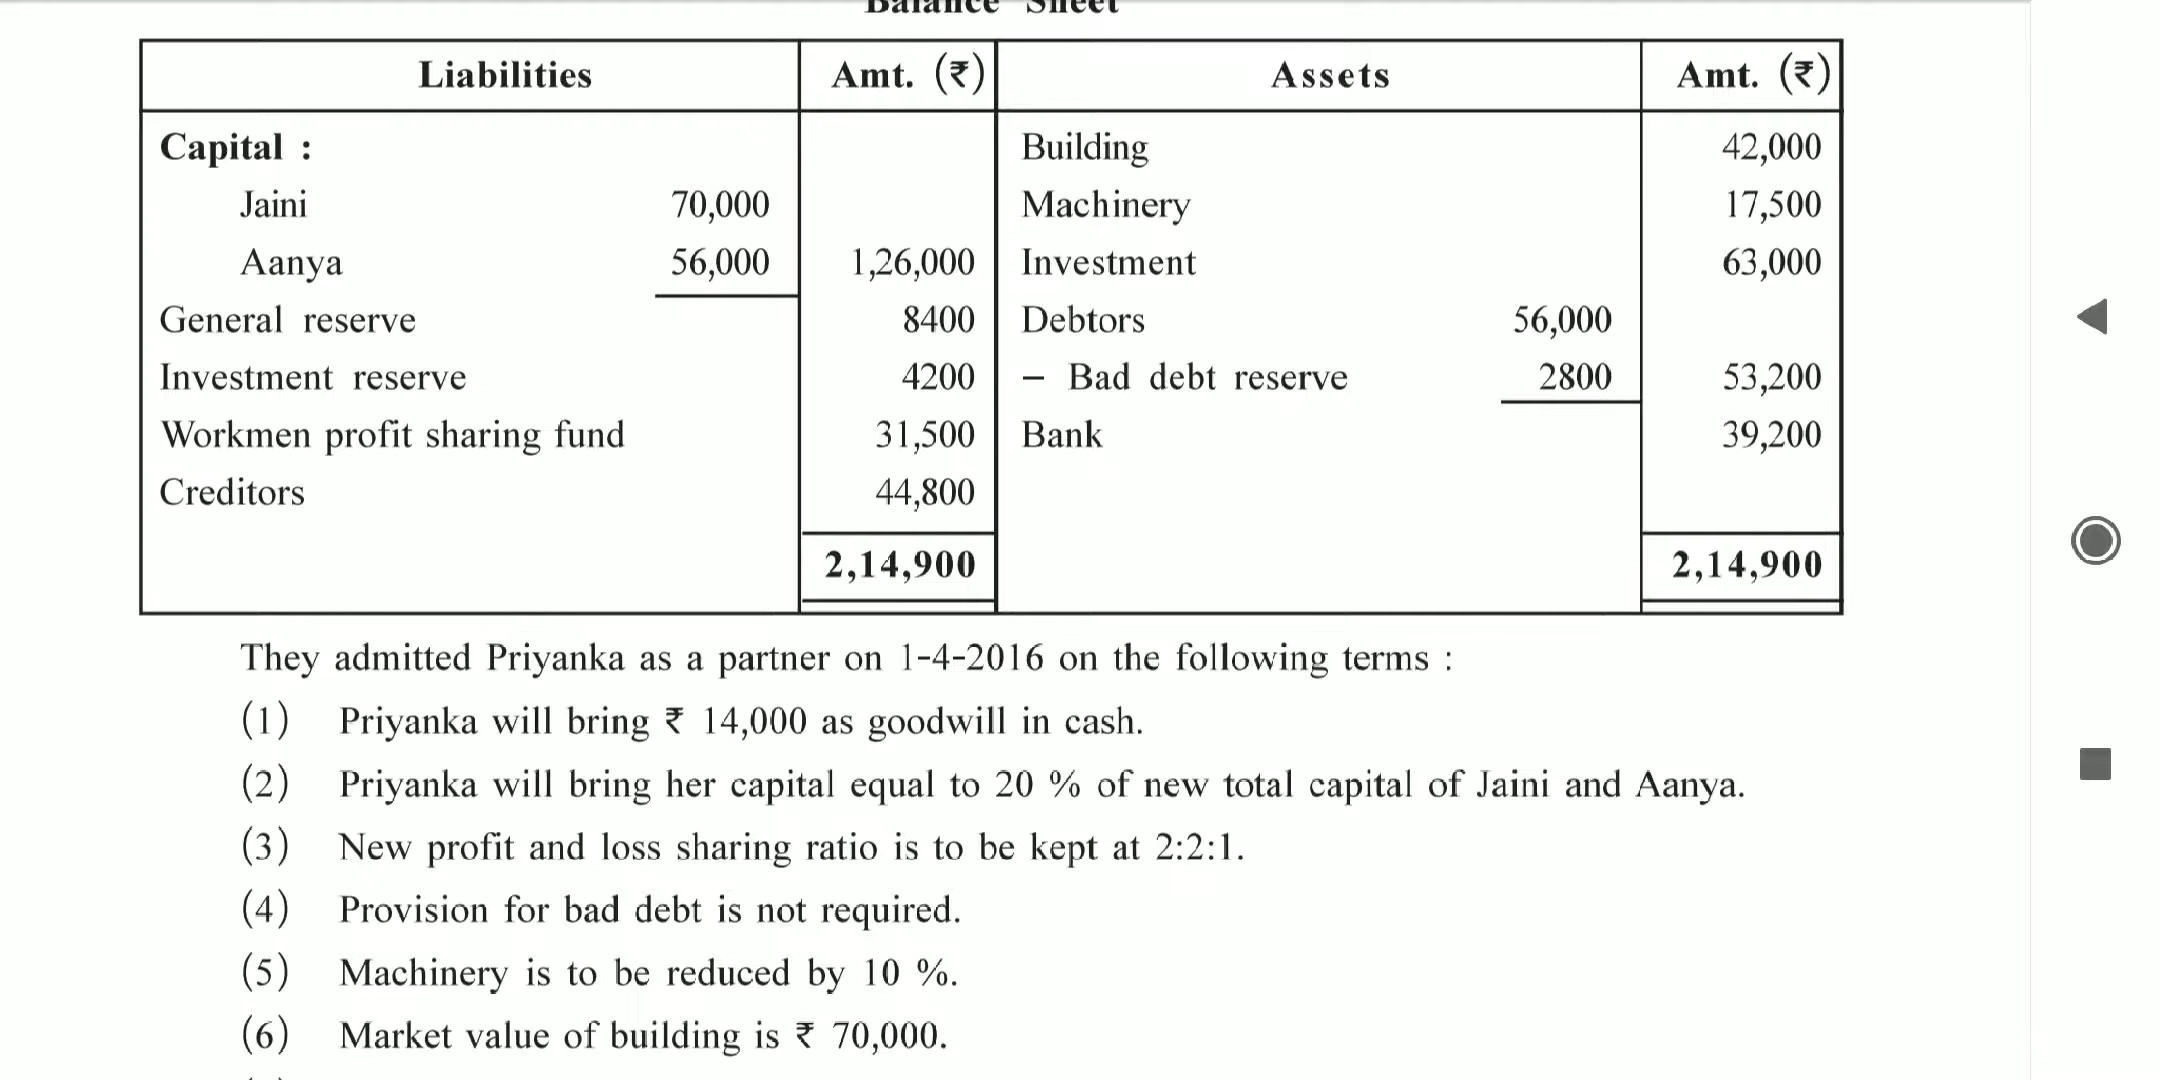 Balance Sheet
Liabilities Amt. (₹) Assets Amt. (₹)
Capital : Building 42,000
Jaini 70,000 Machinery 17,500
Aanya 56,000 1,26,000 Investment 63,000
General reserve 8400 Debtors 56,000
Investment reserve 4200 – Bad debt reserve 2800 53,200
Workmen profit sharing fund 31,500 Bank 39,200
Creditors 44,800
2,14,900 2,14,900
They admitted Priyanka as a partner on 1-4-2016 on the following terms :
(1) Priyanka will bring ₹ 14,000 as goodwill in cash.
(2) Priyanka will bring her capital equal to 20 % of new total capital of Jaini and Aanya.
(3) New profit and loss sharing ratio is to be kept at 2:2:1.
(4) Provision for bad debt is not required.
(5) Machinery is to be reduced by 10 %.
(6) Market value of building is ₹ 70,000.